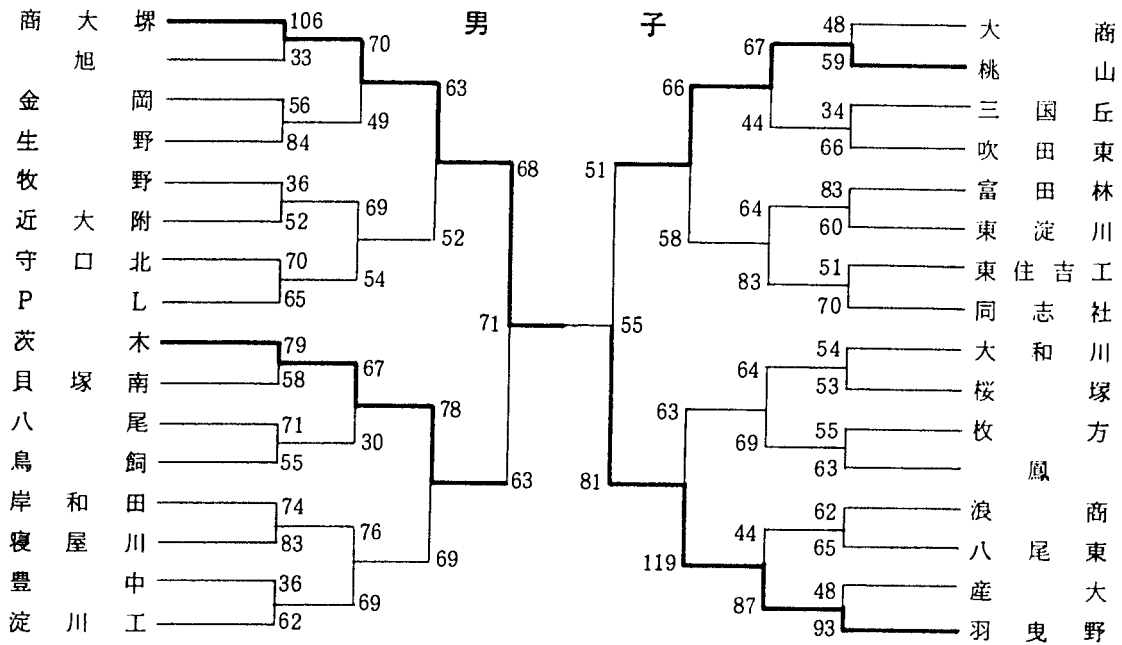 男子
商大堺
106
旭
33
70
金岡
56
生野
84
49
63
牧野
36
近大附
52
69
守口北
70
PL
65
54
52
68
茨木
79
貝塚南
58
67
八尾
71
鳥飼
55
30
78
岸和田
74
寝屋川
83
76
豊中
36
淀川工
62
69
69
63
71
55
大商
48
桃山
59
67
三国丘
34
吹田東
66
44
66
富田林
83
東淀川
60
64
東住吉工
51
同志社
70
83
58
51
大和川
54
桜塚
53
64
枚方
55
鳳
63
69
63
浪商
62
八尾東
65
44
産大
48
羽曳野
93
87
119
81